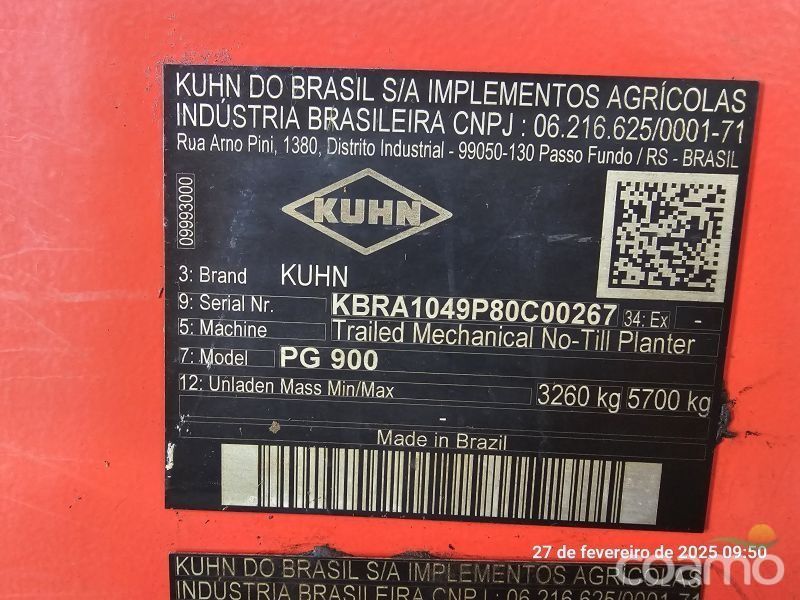 KUHN DO BRASIL S/A IMPLEMENTOS AGRÍCOLAS
INDÚSTRIA BRASILEIRA CNPJ : 06.216.625/0001-71
Rua Arno Pini, 1380, Distrito Industrial - 99050-130 Passo Fundo / RS - BRASIL
09993000
KUHN
3: Brand KUHN
9: Serial Nr. KBRA1049P80C00267 34: Ex -
5: Machine Trailed Mechanical No-Till Planter
7: Model PG 900
12: Unladen Mass Min/Max 3260 kg 5700 kg
-
Made in Brazil
27 de fevereiro de 2025 09:50
coamo
KUHN DO BRASIL S/A IMPLEMENTOS AGRÍCOLAS
INDÚSTRIA BRASILEIRA CNPJ : 06.216.625/0001-71